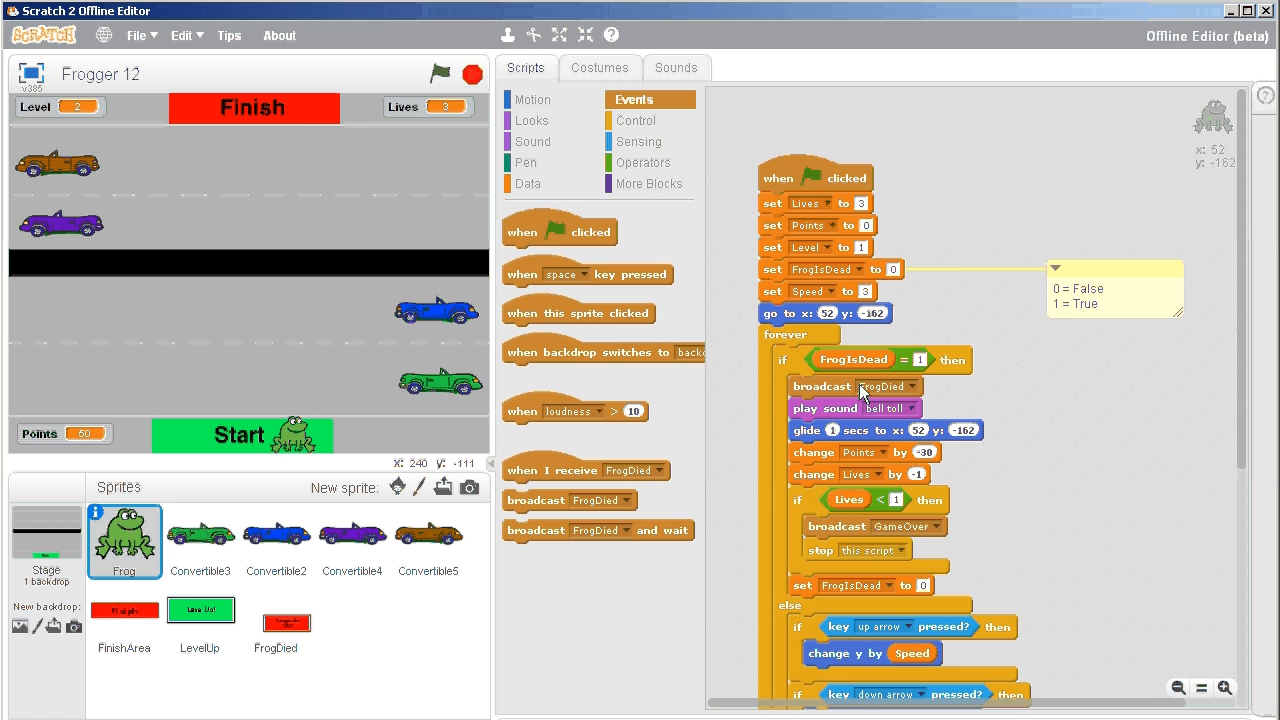 Scratch 2 Offline Editor
SCRATCH File Edit Tips About Offline Editor (beta)
Frogger 12
v385
Level 2
Finish
Lives 3
Points 50
Start
X: 240 y: -111
Sprites New sprite:
Stage
1 backdrop
New backdrop:
Frog
Convertible3
Convertible2
Convertible4
Convertible5
Finish
FinishArea
Level Up!
LevelUp
FrogDied
Scripts Costumes Sounds
Motion Events
Looks Control
Sound Sensing
Pen Operators
Data More Blocks
when clicked
when space key pressed
when this sprite clicked
when backdrop switches to backd
when loudness > 10
when I receive FrogDied
broadcast FrogDied
broadcast FrogDied and wait
x: 52
y: -162
when clicked
set Lives to 3
set Points to 0
set Level to 1
set FrogIsDead to 0
0 = False
1 = True
set Speed to 3
go to x: 52 y: -162
forever
if FrogIsDead = 1 then
broadcast FrogDied
play sound bell toll
glide 1 secs to x: 52 y: -162
change Points by -30
change Lives by -1
if Lives < 1 then
broadcast GameOver
stop this script
set FrogIsDead to 0
else
if key up arrow pressed? then
change y by Speed
if key down arrow pressed? then